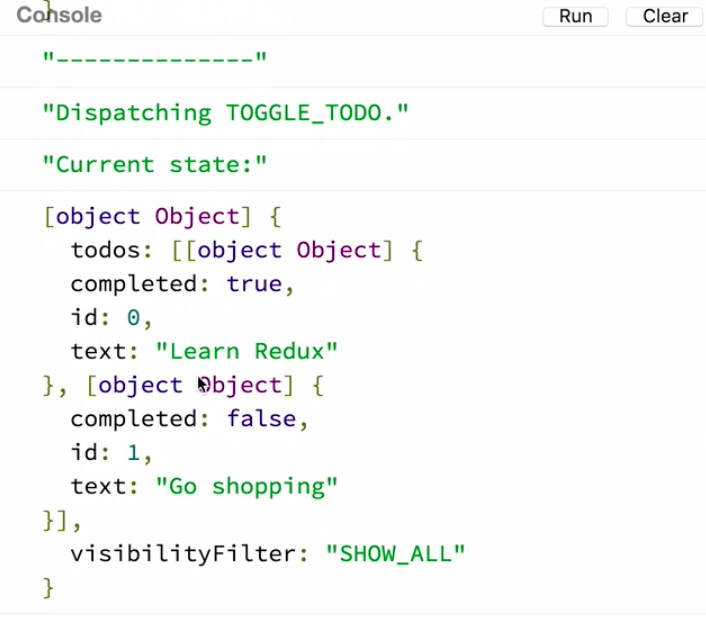 }
Console
Run
Clear
"--------------"
"Dispatching TOGGLE_TODO."
"Current state:"
[object Object] {
  todos: [[object Object] {
  completed: true,
  id: 0,
  text: "Learn Redux"
}, [object Object] {
  completed: false,
  id: 1,
  text: "Go shopping"
}],
  visibilityFilter: "SHOW_ALL"
}